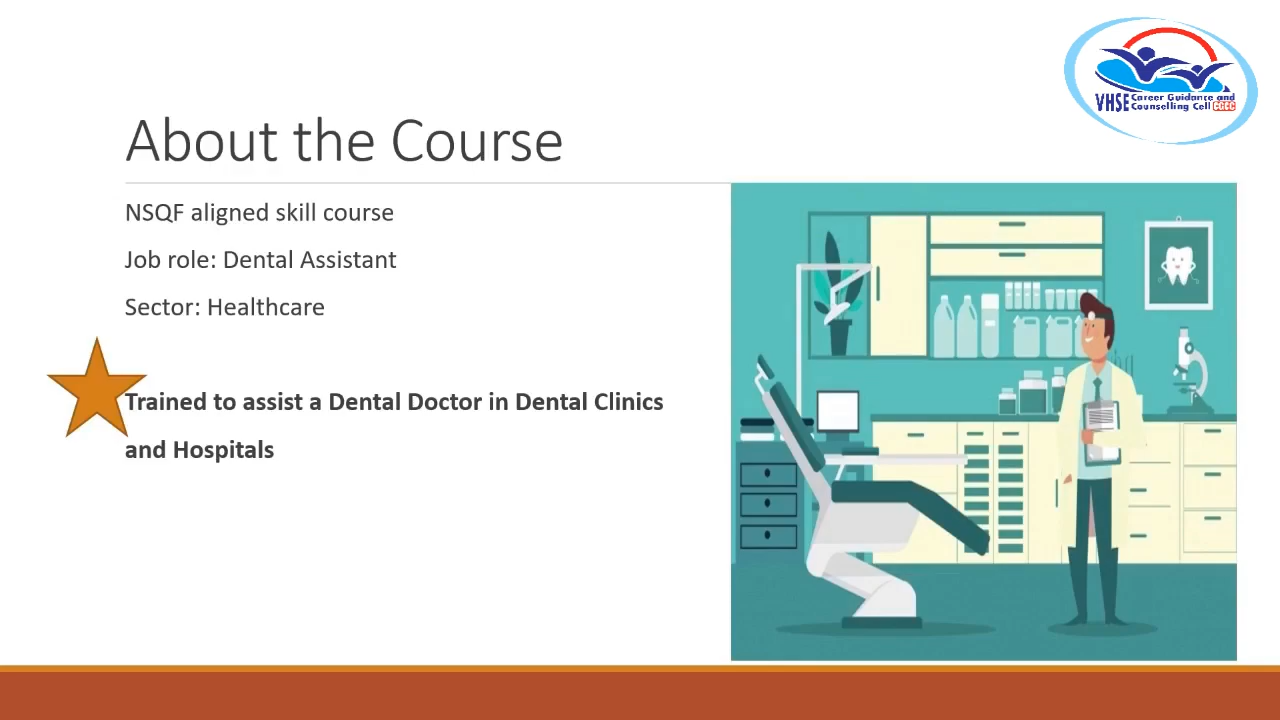 VHSE Career Guidance and
Counselling Cell CGCC
About the Course
NSQF aligned skill course
Job role: Dental Assistant
Sector: Healthcare
Trained to assist a Dental Doctor in Dental Clinics
and Hospitals